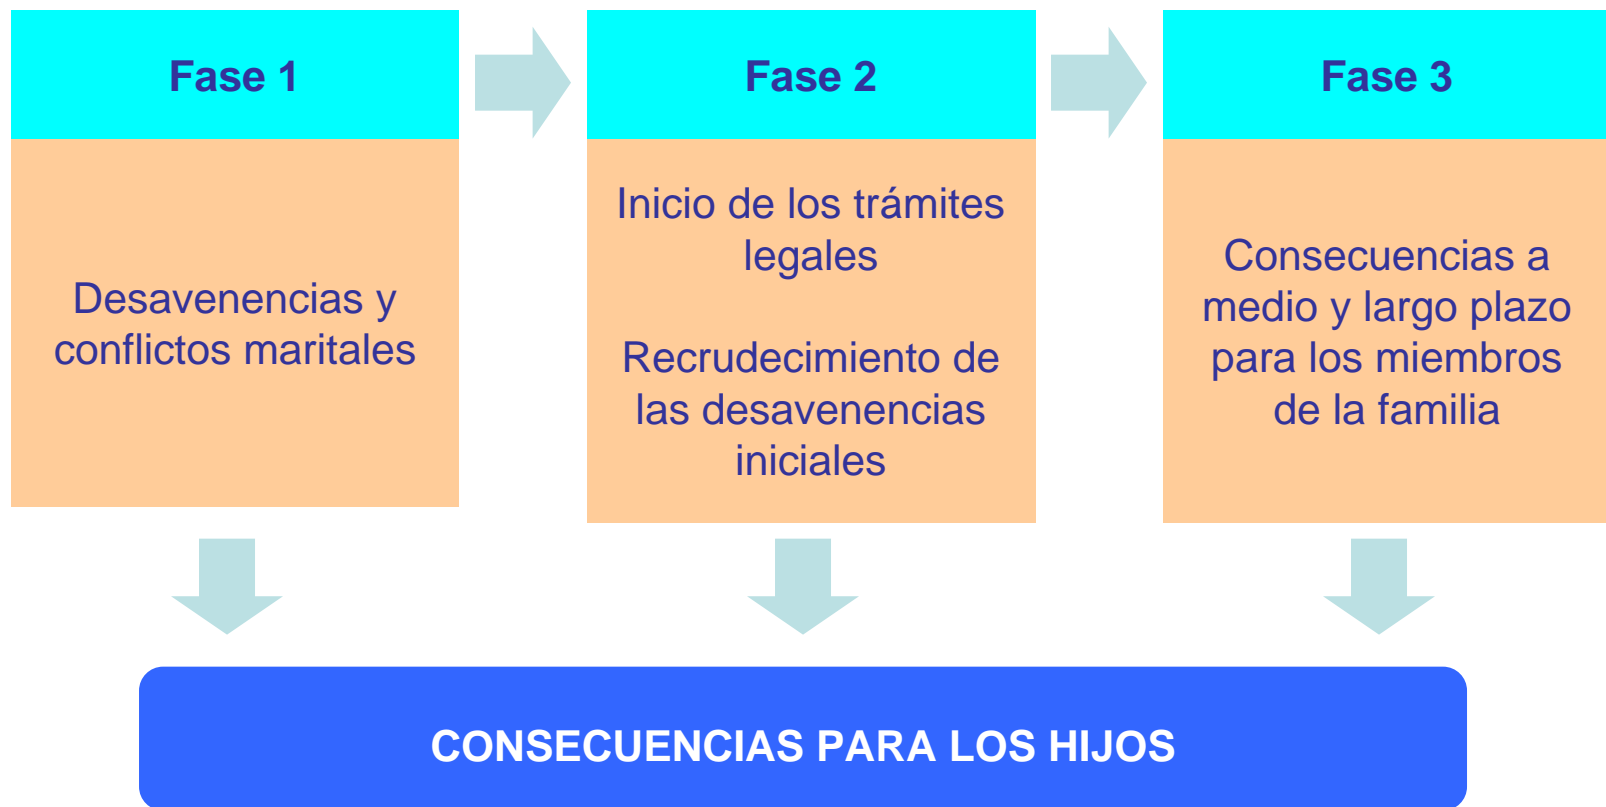 Fase 1
Desavenencias y
conflictos maritales
Fase 2
Inicio de los trámites
legales
Recrudecimiento de
las desavenencias
iniciales
Fase 3
Consecuencias a
medio y largo plazo
para los miembros
de la familia
CONSECUENCIAS PARA LOS HIJOS